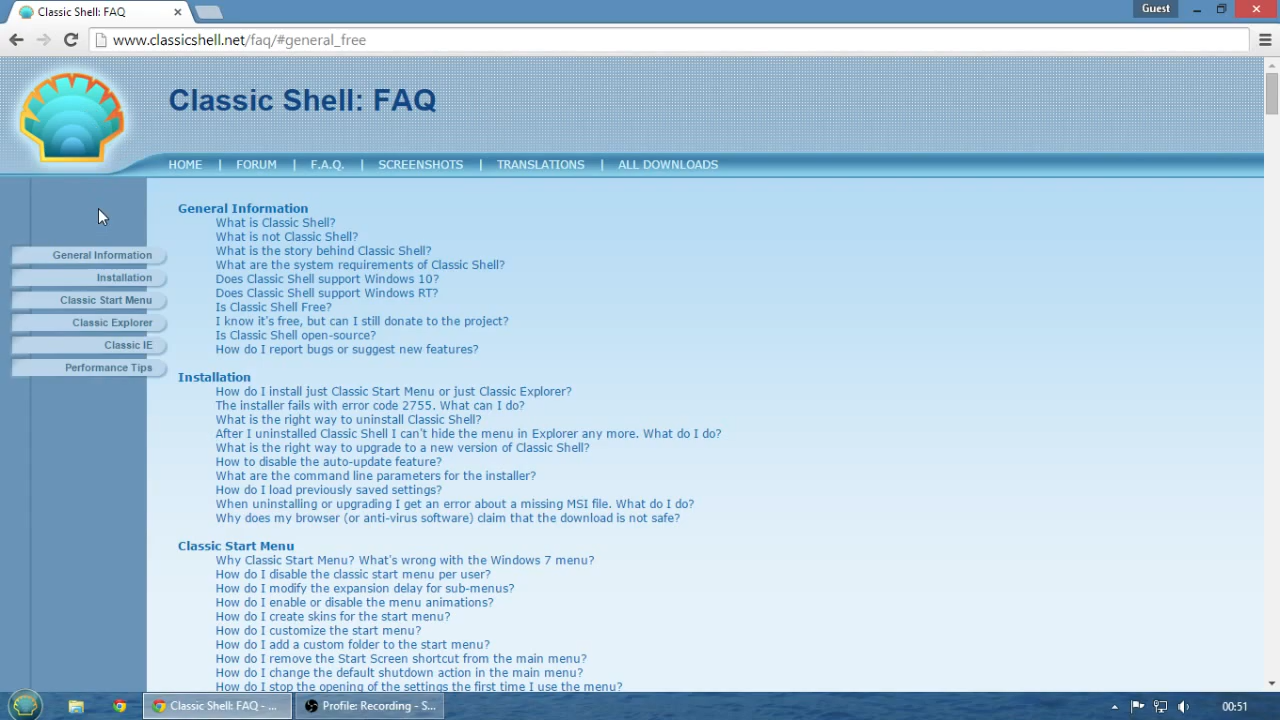 Classic Shell: FAQ
Guest
www.classicshell.net/faq/#general_free
Classic Shell: FAQ
HOME | FORUM | F.A.Q. | SCREENSHOTS | TRANSLATIONS | ALL DOWNLOADS
General Information
Installation
Classic Start Menu
Classic Explorer
Classic IE
Performance Tips
General Information
What is Classic Shell?
What is not Classic Shell?
What is the story behind Classic Shell?
What are the system requirements of Classic Shell?
Does Classic Shell support Windows 10?
Does Classic Shell support Windows RT?
Is Classic Shell Free?
I know it's free, but can I still donate to the project?
Is Classic Shell open-source?
How do I report bugs or suggest new features?
Installation
How do I install just Classic Start Menu or just Classic Explorer?
The installer fails with error code 2755. What can I do?
What is the right way to uninstall Classic Shell?
After I uninstalled Classic Shell I can't hide the menu in Explorer any more. What do I do?
What is the right way to upgrade to a new version of Classic Shell?
How to disable the auto-update feature?
What are the command line parameters for the installer?
How do I load previously saved settings?
When uninstalling or upgrading I get an error about a missing MSI file. What do I do?
Why does my browser (or anti-virus software) claim that the download is not safe?
Classic Start Menu
Why Classic Start Menu? What's wrong with the Windows 7 menu?
How do I disable the classic start menu per user?
How do I modify the expansion delay for sub-menus?
How do I enable or disable the menu animations?
How do I create skins for the start menu?
How do I customize the start menu?
How do I add a custom folder to the start menu?
How do I remove the Start Screen shortcut from the main menu?
How do I change the default shutdown action in the main menu?
How do I stop the opening of the settings the first time I use the menu?
Classic Shell: FAQ - ...
Profile: Recording - S...
00:51